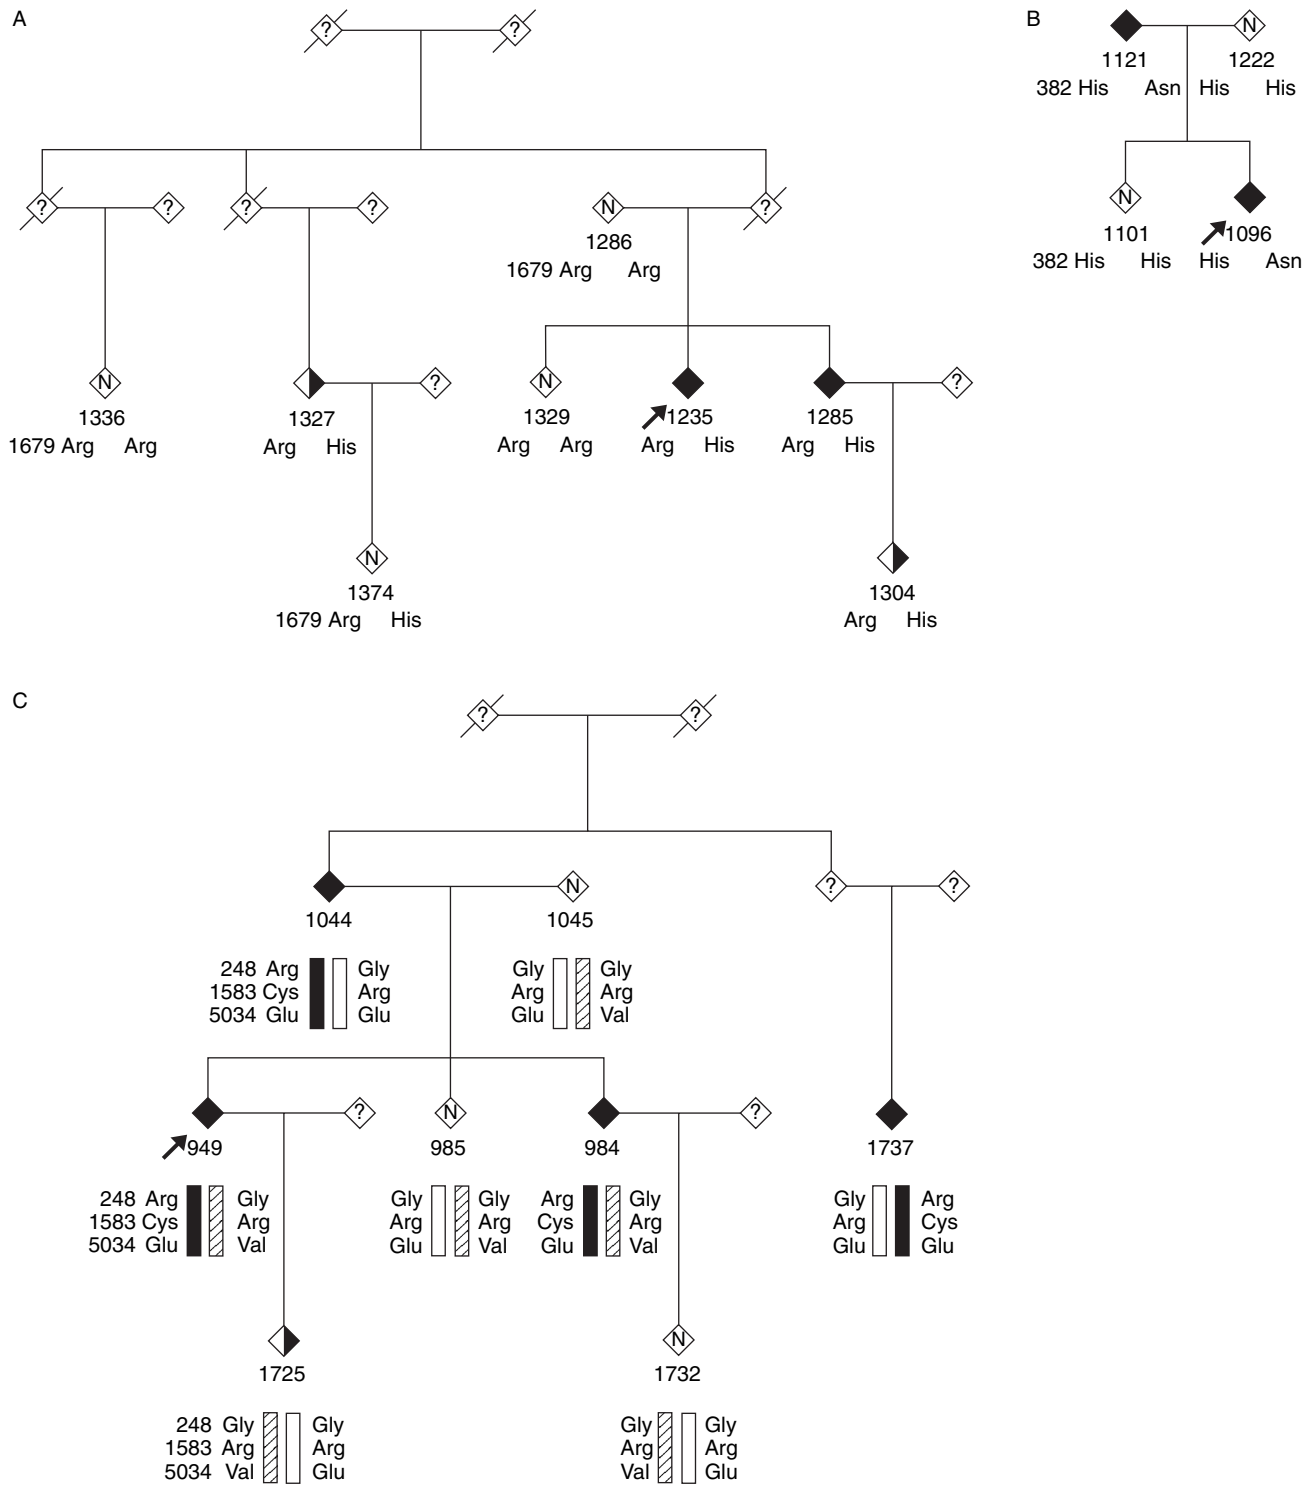 A
B
? ?
N
1121 1222
382 His Asn His His
? ? ? ? N ?
N
1286
1679 Arg Arg
1101 1096
382 His His His Asn
N ? N ?
1336 1327 1329 1235 1285
1679 Arg Arg Arg His Arg Arg Arg His Arg His
N
1374 1304
1679 Arg His Arg His
C
? ?
N ? ?
1044 1045
248 Arg Gly Gly Gly
1583 Cys Arg Arg Arg
5034 Glu Glu Glu Val
? N ?
949 985 984 1737
248 Arg Gly Gly Gly Arg Gly Gly Arg
1583 Cys Arg Arg Arg Cys Arg Arg Cys
5034 Glu Val Glu Val Glu Val Glu Glu
N
1725 1732
248 Gly Gly Gly Gly
1583 Arg Arg Arg Arg
5034 Val Glu Val Glu